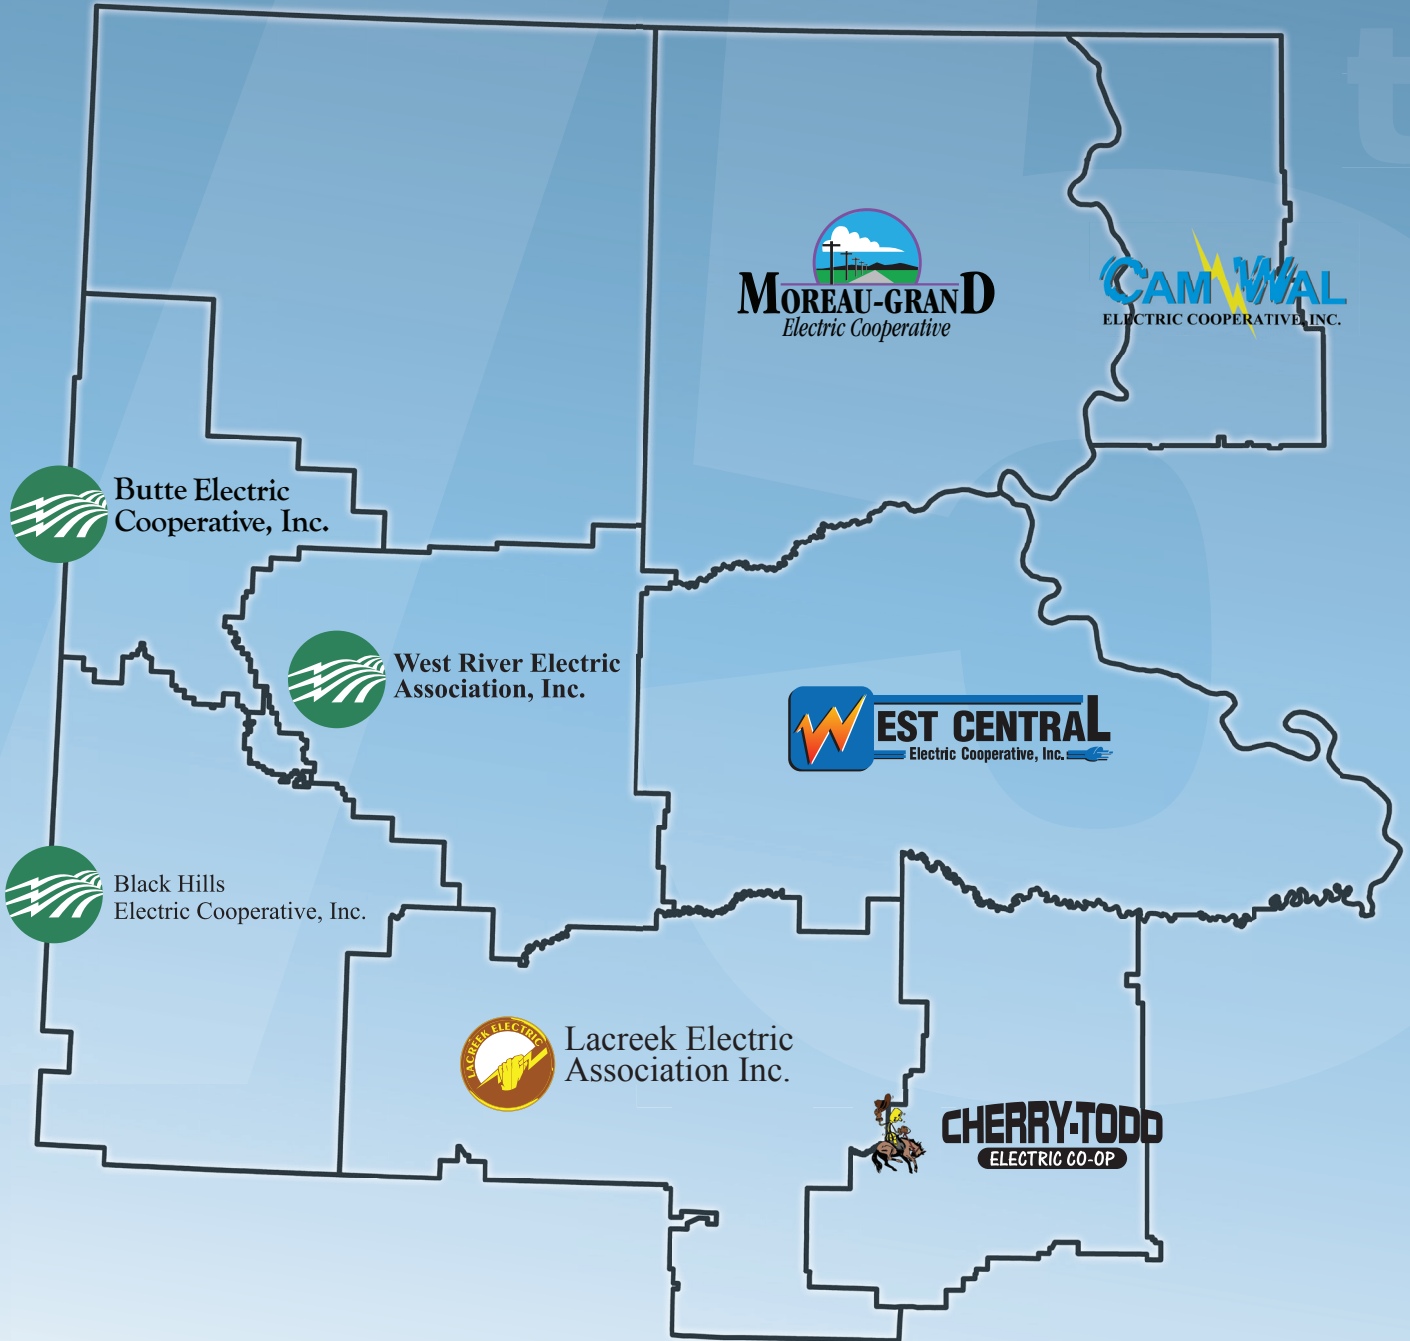 t
MOREAU-GRAND
Electric Cooperative
CAM WAL
ELECTRIC COOPERATIVE, INC.
Butte Electric
Cooperative, Inc.
West River Electric
Association, Inc.
WEST CENTRAL
Electric Cooperative, Inc.
Black Hills
Electric Cooperative, Inc.
LACREEK ELECTRIC
Lacreek Electric
Association Inc.
CHERRY-TODD
ELECTRIC CO-OP